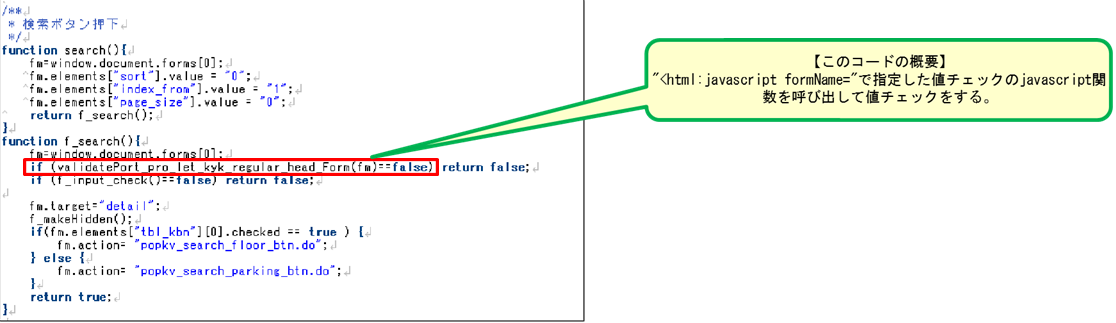 /**
 * 検索ボタン押下
 */
function search(){
    fm=window.document.forms[0];
    fm.elements["sort"].value = "0";
    fm.elements["index_from"].value = "1";
    fm.elements["page_size"].value = "0";
    return f_search();
}
function f_search(){
    fm=window.document.forms[0];
    if (validatePort_pro_let_kyk_regular_head_Form(fm)==false) return false;
    if (f_input_check()==false) return false;

    fm.target="detail";
    f_makeHidden();
    if(fm.elements["tbl_kbn"][0].checked == true ) {
        fm.action= "popkv_search_floor_btn.do";
    } else {
        fm.action= "popkv_search_parking_btn.do";
    }
    return true;
}
【このコードの概要】
"<html:javascript formName="で指定した値チェックのjavascript関
数を呼び出して値チェックをする。